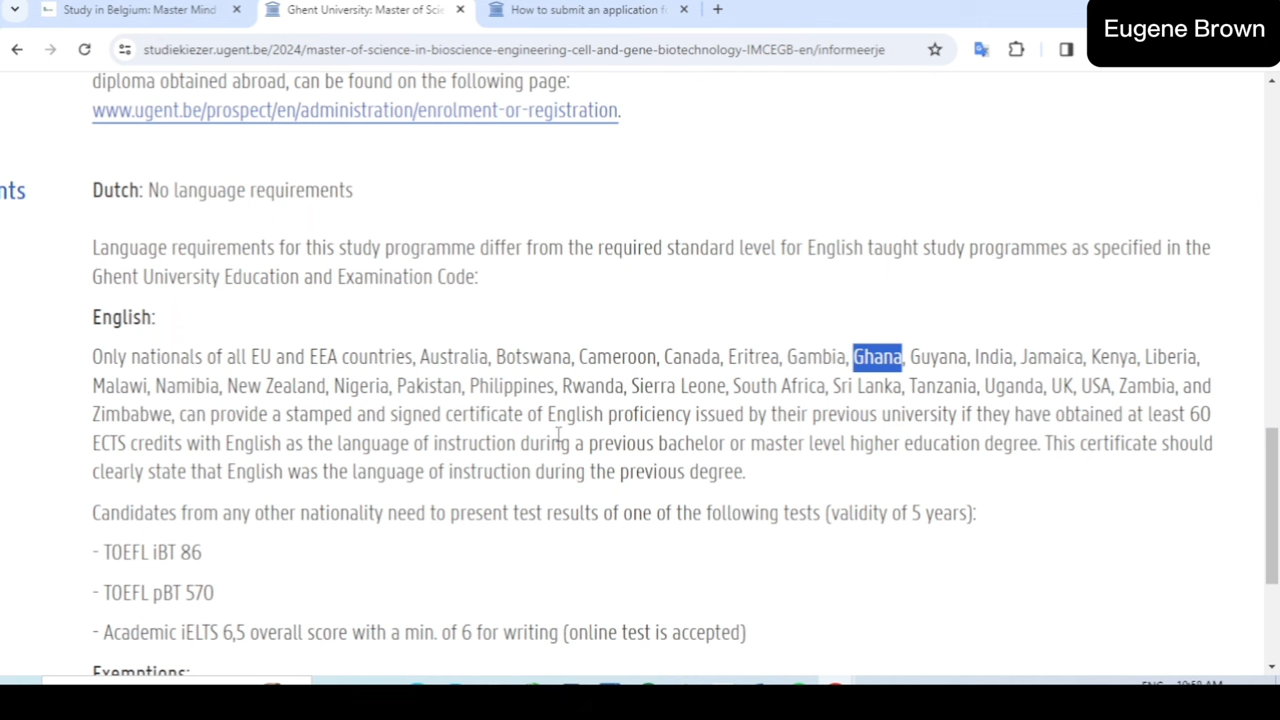 Study in Belgium: Master Mind
Ghent University: Master of Scie
How to submit an application f
Eugene Brown
studiekiezer.ugent.be/2024/master-of-science-in-bioscience-engineering-cell-and-gene-biotechnology-IMCEGB-en/informeerje
diploma obtained abroad, can be found on the following page:
www.ugent.be/prospect/en/administration/enrolment-or-registration.
nts
Dutch: No language requirements
Language requirements for this study programme differ from the required standard level for English taught study programmes as specified in the
Ghent University Education and Examination Code:
English:
Only nationals of all EU and EEA countries, Australia, Botswana, Cameroon, Canada, Eritrea, Gambia, Ghana, Guyana, India, Jamaica, Kenya, Liberia,
Malawi, Namibia, New Zealand, Nigeria, Pakistan, Philippines, Rwanda, Sierra Leone, South Africa, Sri Lanka, Tanzania, Uganda, UK, USA, Zambia, and
Zimbabwe, can provide a stamped and signed certificate of English proficiency issued by their previous university if they have obtained at least 60
ECTS credits with English as the language of instruction during a previous bachelor or master level higher education degree. This certificate should
clearly state that English was the language of instruction during the previous degree.
Candidates from any other nationality need to present test results of one of the following tests (validity of 5 years):
- TOEFL iBT 86
- TOEFL pBT 570
- Academic iELTS 6,5 overall score with a min. of 6 for writing (online test is accepted)
Exemptions:
ENG 10:58 AM